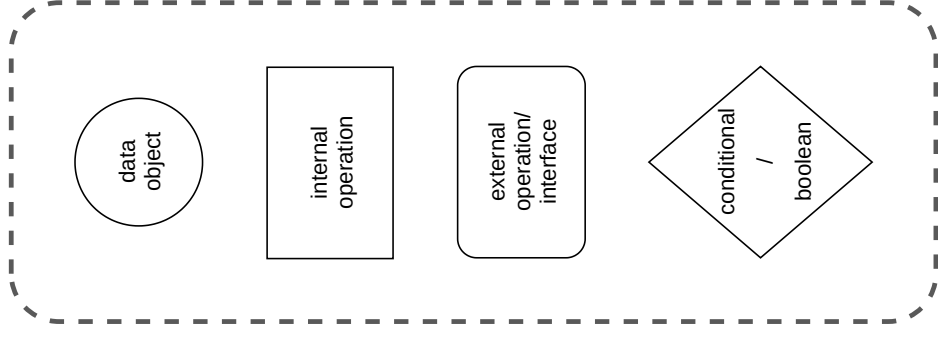 data
object
internal
operation
external
operation/
interface
conditional
/
boolean